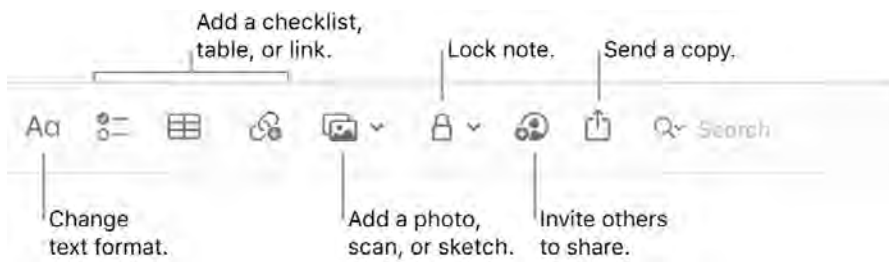 Add a checklist,
table, or link.
Lock note.
Send a copy.
Aa
Search
Change
text format.
Add a photo,
scan, or sketch.
Invite others
to share.